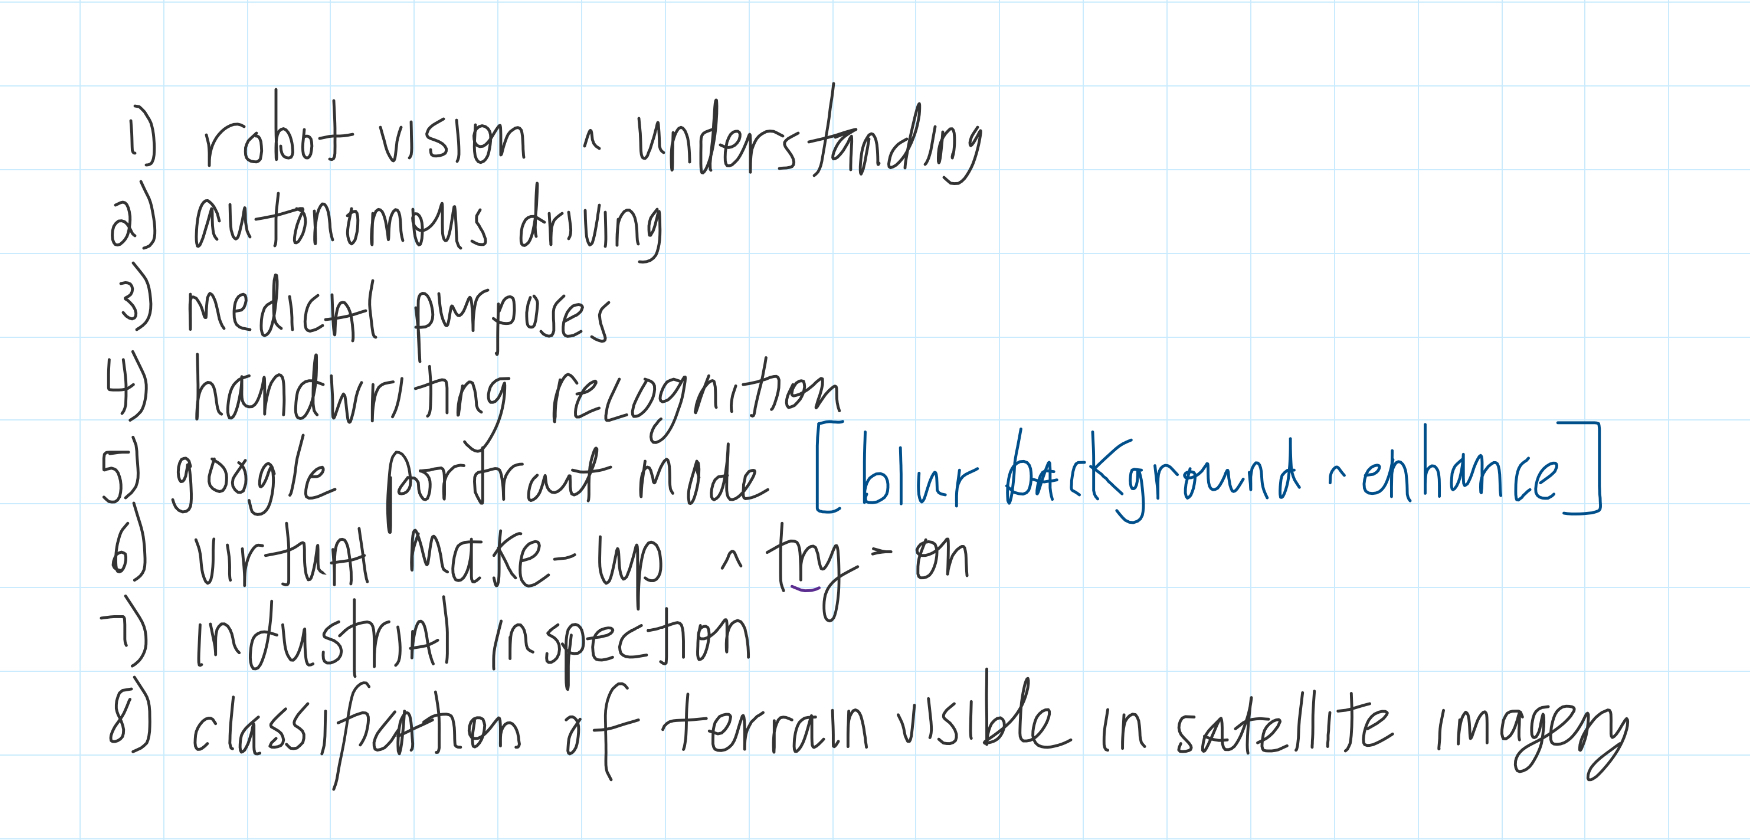 1) robot vision ^ understanding
2) autonomous driving
3) medical purposes
4) handwriting recognition
5) google portrait mode [blur background ^ enhance]
6) virtual make-up ^ try-on
7) industrial inspection
8) classification of terrain visible in satellite imagery